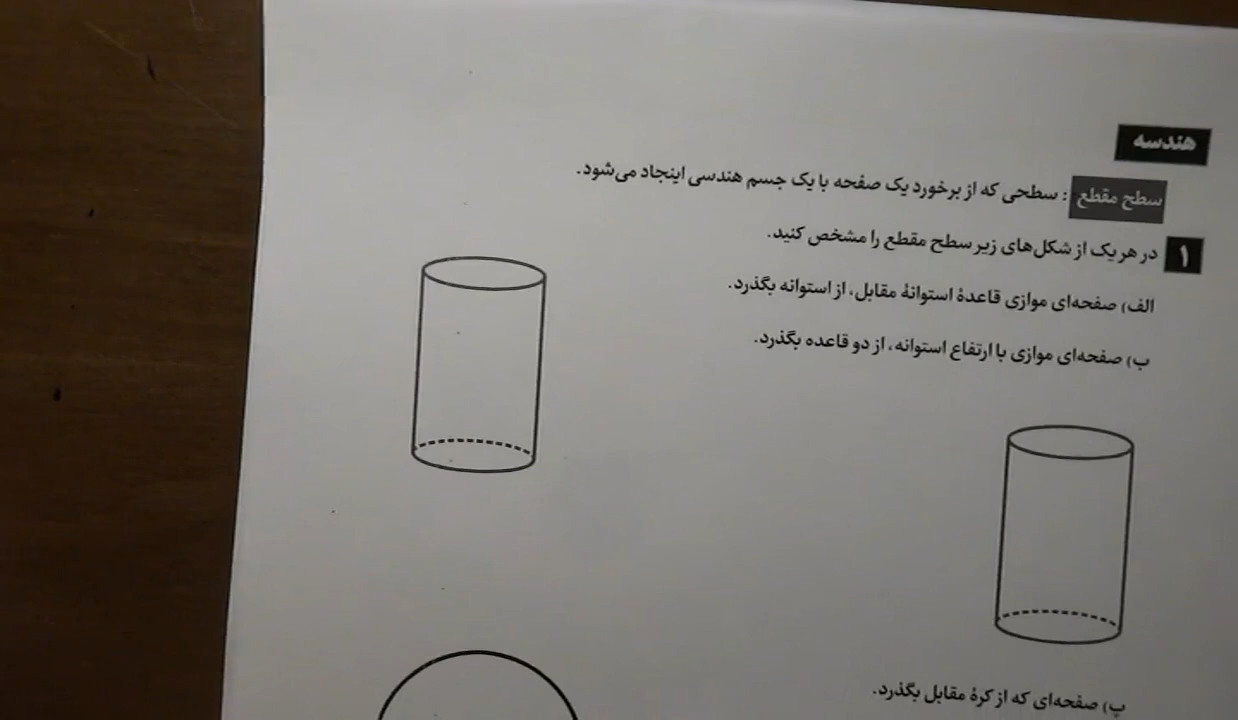 هندسه
سطح مقطع : سطحی که از برخورد یک صفحه با یک جسم هندسی اینجاد می‌شود.
۱ در هر یک از شکل‌های زیر سطح مقطع را مشخص کنید.
الف) صفحه‌ای موازی قاعدهٔ استوانهٔ مقابل، از استوانه بگذرد.
ب) صفحه‌ای موازی با ارتفاع استوانه، از دو قاعده بگذرد.
پ) صفحه‌ای که از کرهٔ مقابل بگذرد.